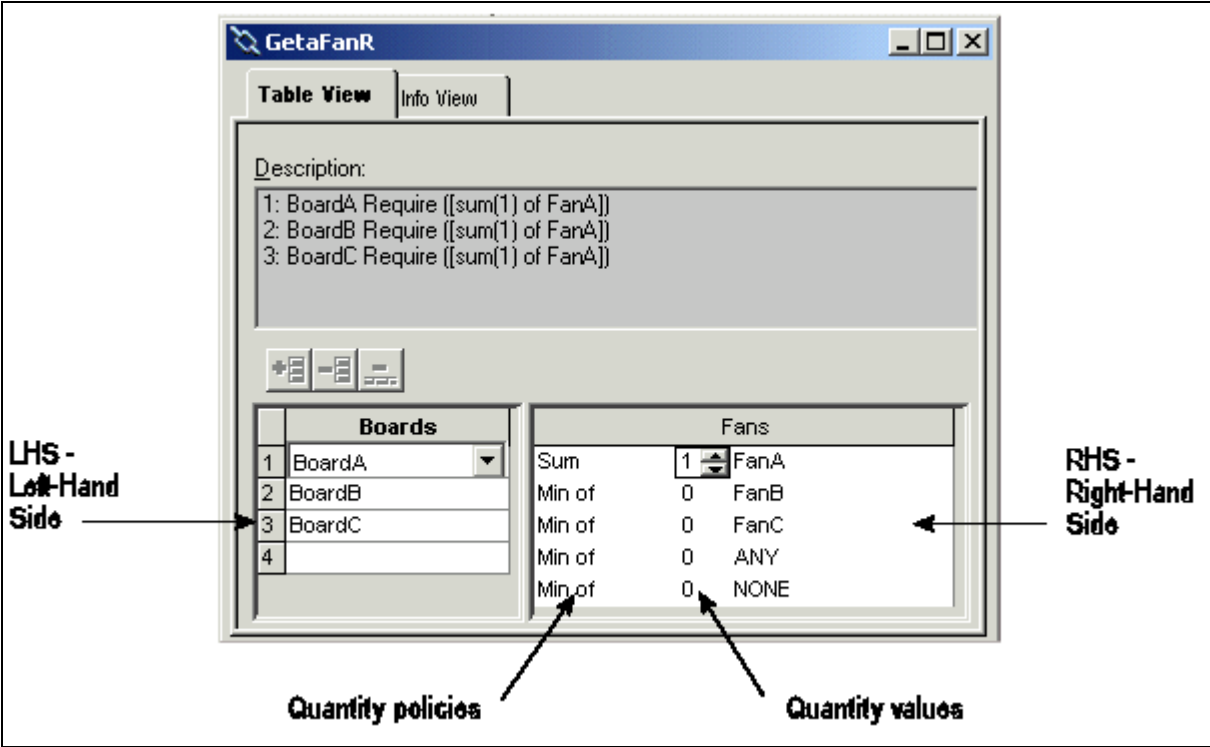 GetaFanR
Table View Info View
Description:
1: BoardA Require ([sum(1) of FanA])
2: BoardB Require ([sum(1) of FanA])
3: BoardC Require ([sum(1) of FanA])
Boards Fans
1 BoardA Sum 1 FanA
2 BoardB Min of 0 FanB
3 BoardC Min of 0 FanC
4 Min of 0 ANY
Min of 0 NONE
LHS -
Left-Hand
Side
RHS -
Right-Hand
Side
Quantity policies Quantity values